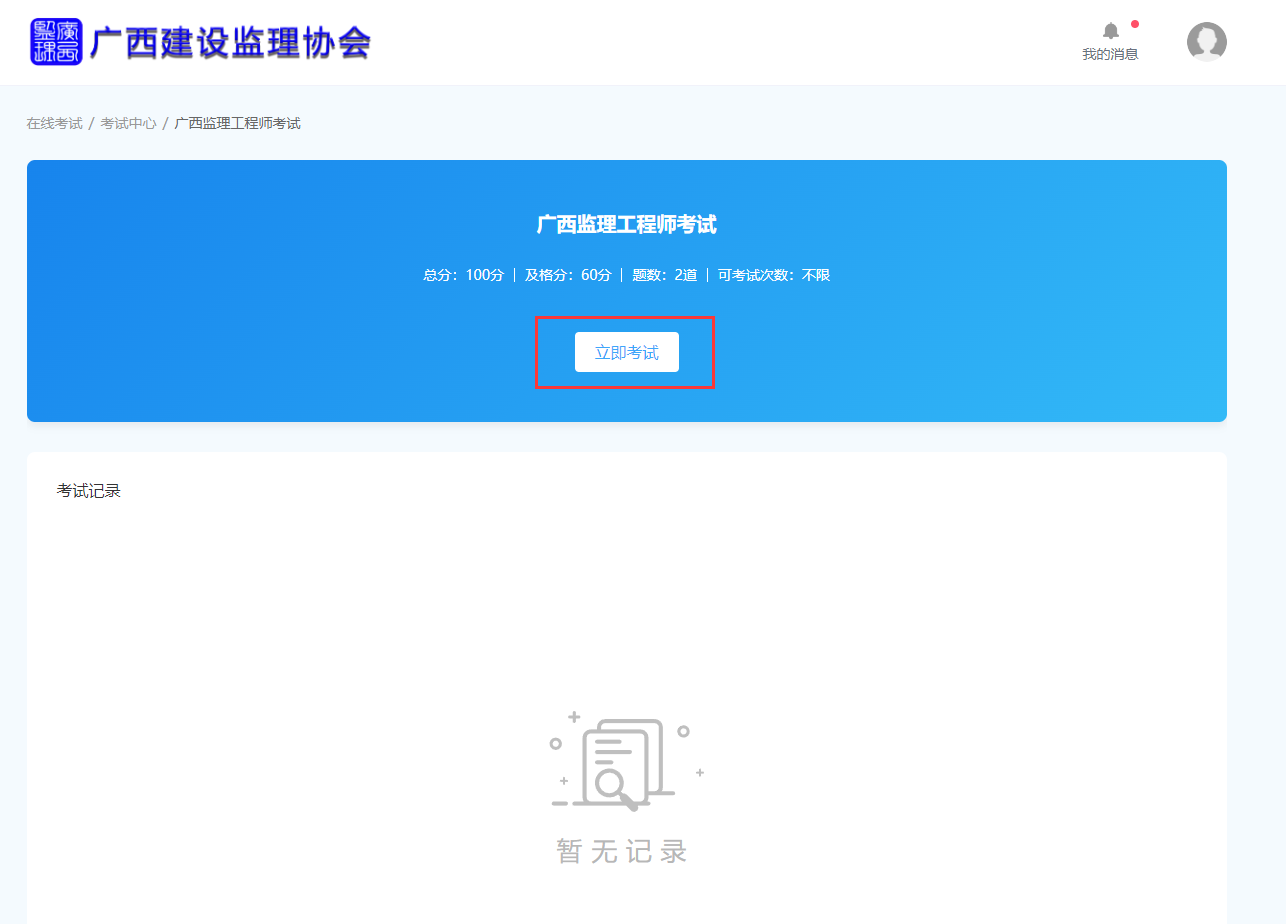 广西建设监理协会
我的消息
在线考试 / 考试中心 / 广西监理工程师考试
广西监理工程师考试
总分：100分 | 及格分：60分 | 题数：2道 | 可考试次数：不限
立即考试
考试记录
暂无记录